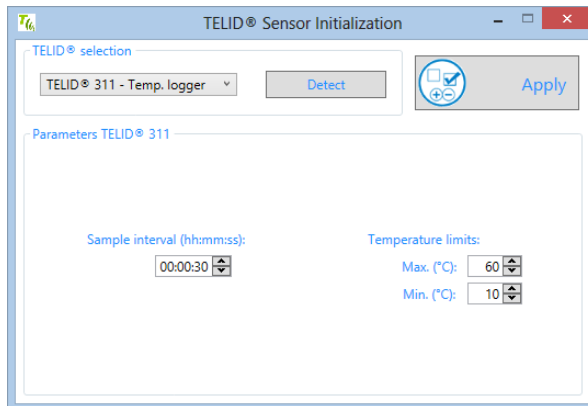 TELID® Sensor Initialization
TELID® selection
TELID® 311 - Temp. logger
Detect
Apply
Parameters TELID® 311
Sample interval (hh:mm:ss):
00:00:30
Temperature limits:
Max. (°C): 60
Min. (°C): 10